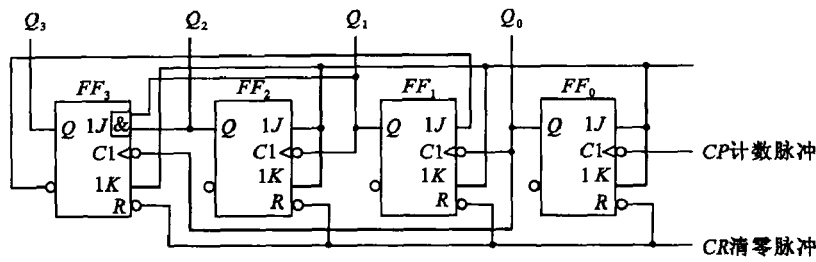 Q₃ Q₂ Q₁ Q₀
FF₃ FF₂ FF₁ FF₀
Q 1J & Q 1J Q 1J Q 1J
C1 C1 C1 C1 CP计数脉冲
1K 1K 1K 1K
R R R R
CR清零脉冲